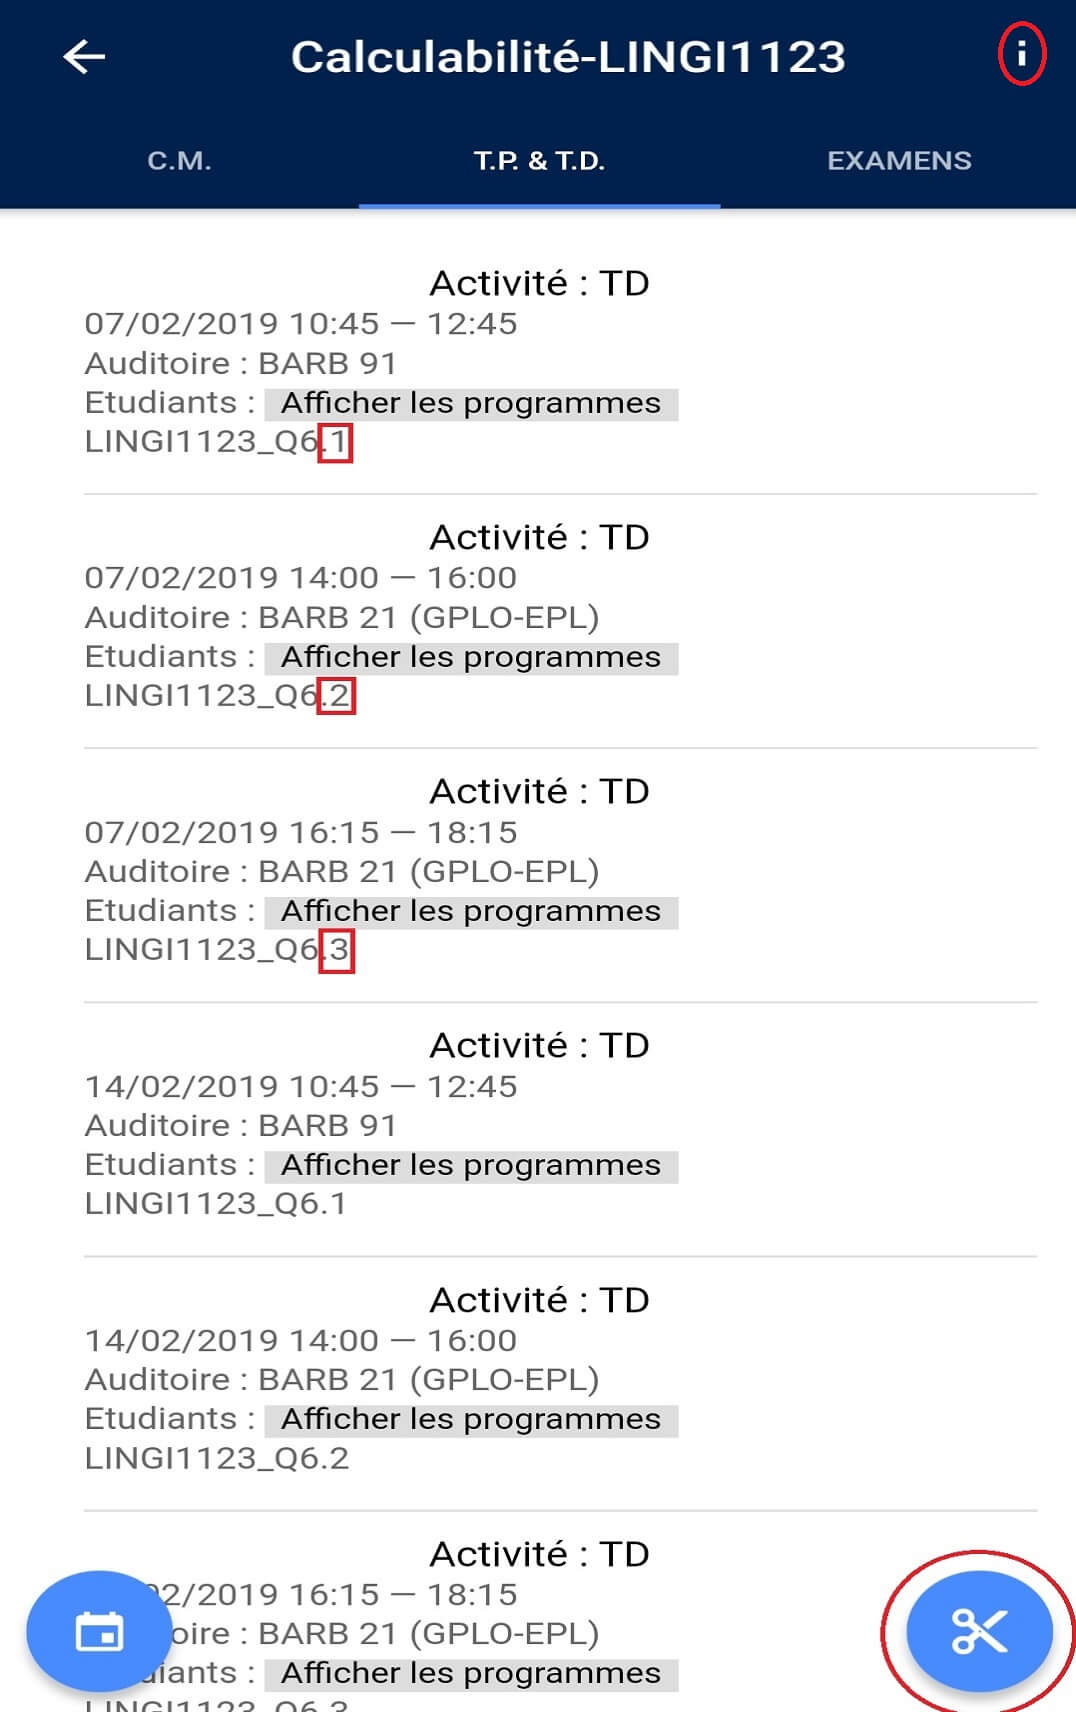 Calculabilité-LINGI1123
C.M. T.P. & T.D. EXAMENS
Activité : TD
07/02/2019 10:45 — 12:45
Auditoire : BARB 91
Etudiants : Afficher les programmes
LINGI1123_Q6.1
Activité : TD
07/02/2019 14:00 — 16:00
Auditoire : BARB 21 (GPLO-EPL)
Etudiants : Afficher les programmes
LINGI1123_Q6.2
Activité : TD
07/02/2019 16:15 — 18:15
Auditoire : BARB 21 (GPLO-EPL)
Etudiants : Afficher les programmes
LINGI1123_Q6.3
Activité : TD
14/02/2019 10:45 — 12:45
Auditoire : BARB 91
Etudiants : Afficher les programmes
LINGI1123_Q6.1
Activité : TD
14/02/2019 14:00 — 16:00
Auditoire : BARB 21 (GPLO-EPL)
Etudiants : Afficher les programmes
LINGI1123_Q6.2
Activité : TD
02/2019 16:15 — 18:15
oire : BARB 21 (GPLO-EPL)
diants : Afficher les programmes
LINGI1123_Q6.3